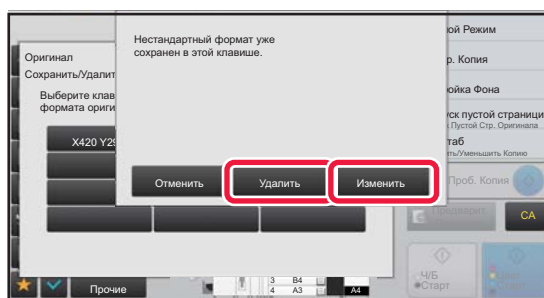 Нестандартный формат уже
сохранен в этой клавише.
Оригинал
Сохранить/Удалит
Выберите клав
формата ориги
X420 Y29
Отменить
Удалить
Изменить
ой Режим
р. Копия
ойка Фона
ск пустой страници
Пустой Стр. Оригинала
таб
ть/Уменьшить Копию
Проб. Копия
Предварит.
CA
Ч/Б
Старт
Прочие
3 B4
4 A3
A4